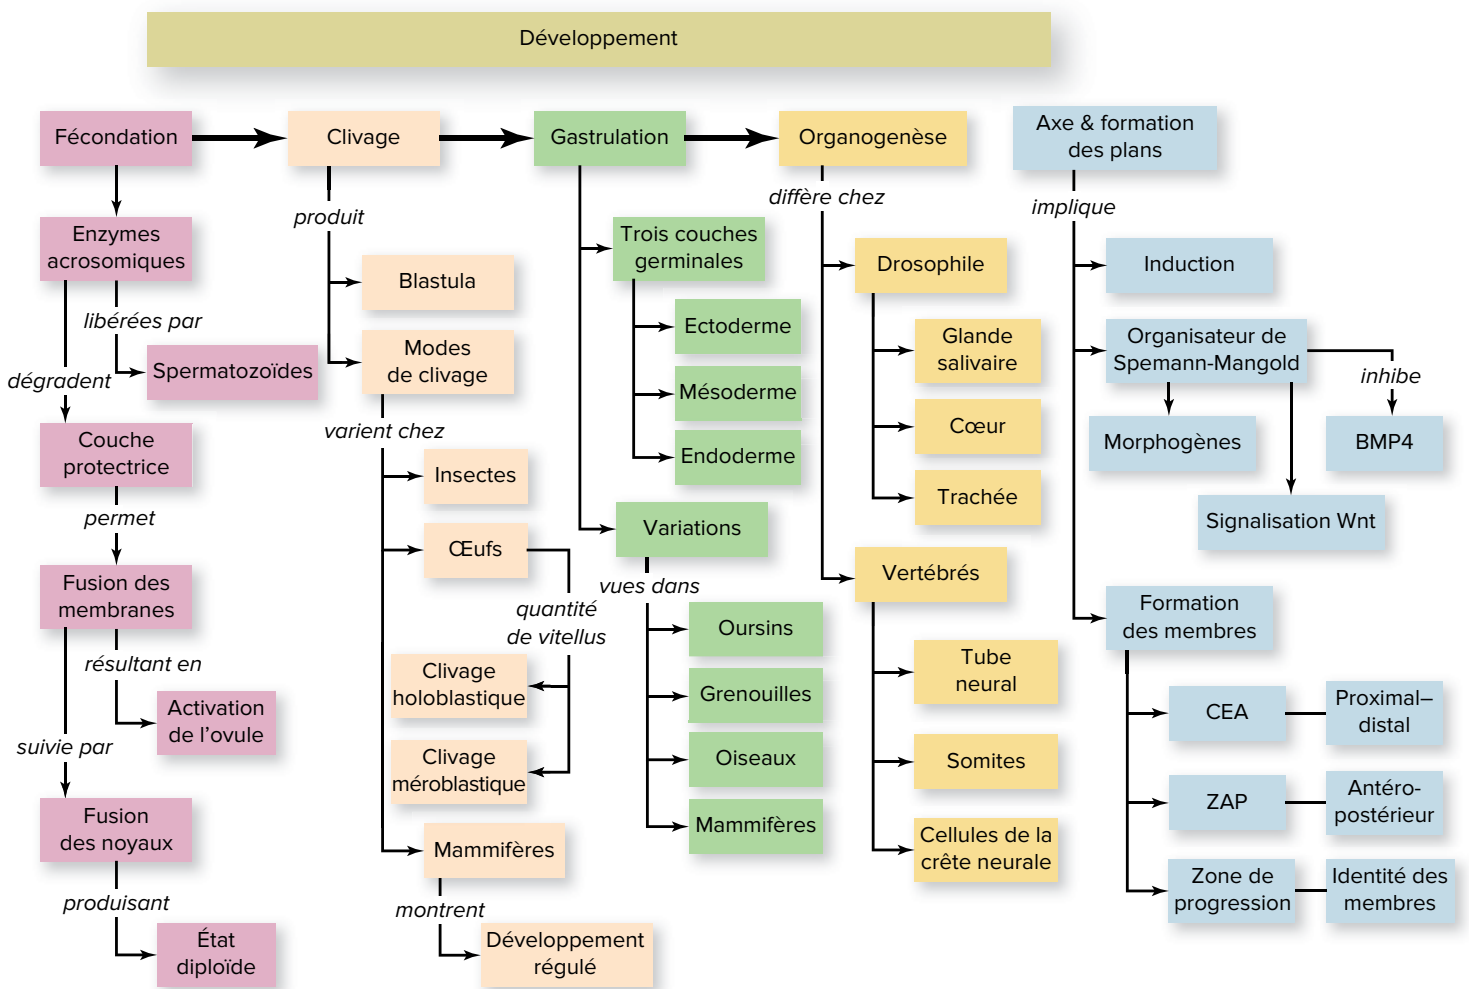 Développement
Fécondation
Enzymes
acrosomiques
libérées par
Spermatozoïdes
dégradent
Couche
protectrice
permet
Fusion des
membranes
résultant en
Activation
de l'ovule
suivie par
Fusion
des noyaux
produisant
État
diploïde
Clivage
produit
Blastula
Modes
de clivage
varient chez
Insectes
Œufs
quantité
de vitellus
Clivage
holoblastique
Clivage
méroblastique
Mammifères
montrent
Développement
régulé
Gastrulation
Trois couches
germinales
Ectoderme
Mésoderme
Endoderme
Variations
vues dans
Oursins
Grenouilles
Oiseaux
Mammifères
Organogenèse
diffère chez
Drosophile
Glande
salivaire
Cœur
Trachée
Vertébrés
Tube
neural
Somites
Cellules de la
crête neurale
Axe & formation
des plans
implique
Induction
Organisateur de
Spemann-Mangold
inhibe
Morphogènes
BMP4
Signalisation Wnt
Formation
des membres
CEA
Proximal–
distal
ZAP
Antéro-
postérieur
Zone de
progression
Identité des
membres